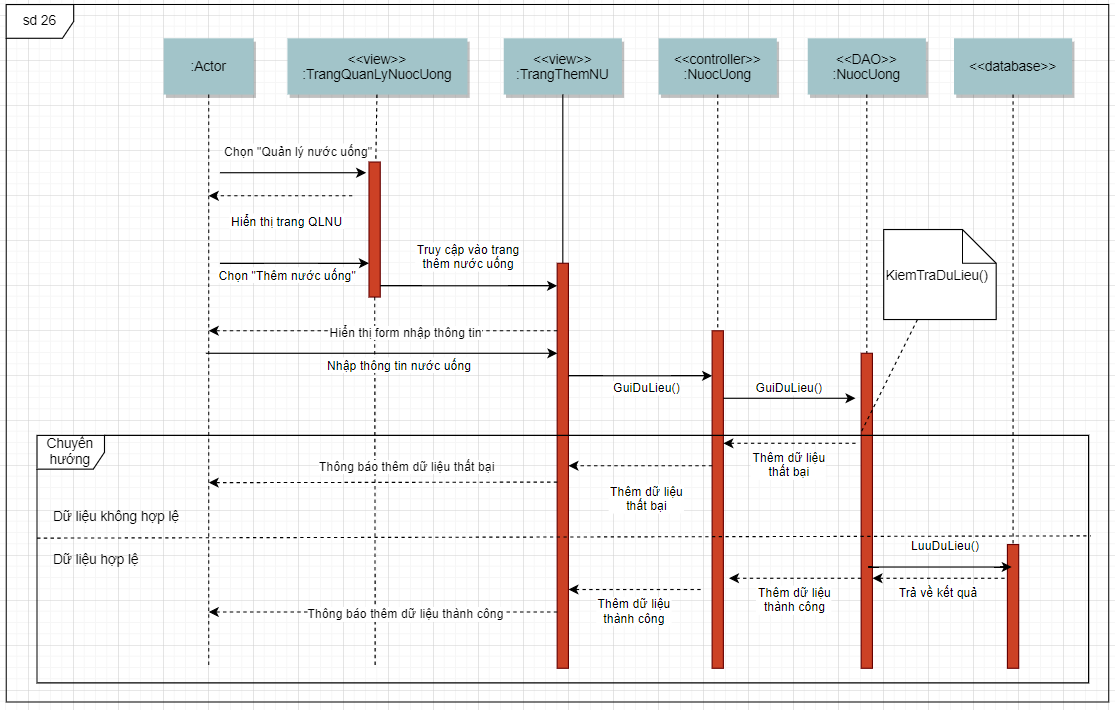 sd 26
:Actor
<<view>>
:TrangQuanLyNuocUong
<<view>>
:TrangThemNU
<<controller>>
:NuocUong
<<DAO>>
:NuocUong
<<database>>
Chọn "Quản lý nước uống"
Hiển thị trang QLNU
Truy cập vào trang
thêm nước uống
Chọn "Thêm nước uống"
KiemTraDuLieu()
Hiển thị form nhập thông tin
Nhập thông tin nước uống
GuiDuLieu()
GuiDuLieu()
Chuyển
hướng
Thêm dữ liệu
thất bại
Thông báo thêm dữ liệu thất bại
Thêm dữ liệu
thất bại
Dữ liệu không hợp lệ
Dữ liệu hợp lệ
LuuDuLieu()
Trả về kết quả
Thêm dữ liệu
thành công
Thêm dữ liệu
thành công
Thông báo thêm dữ liệu thành công